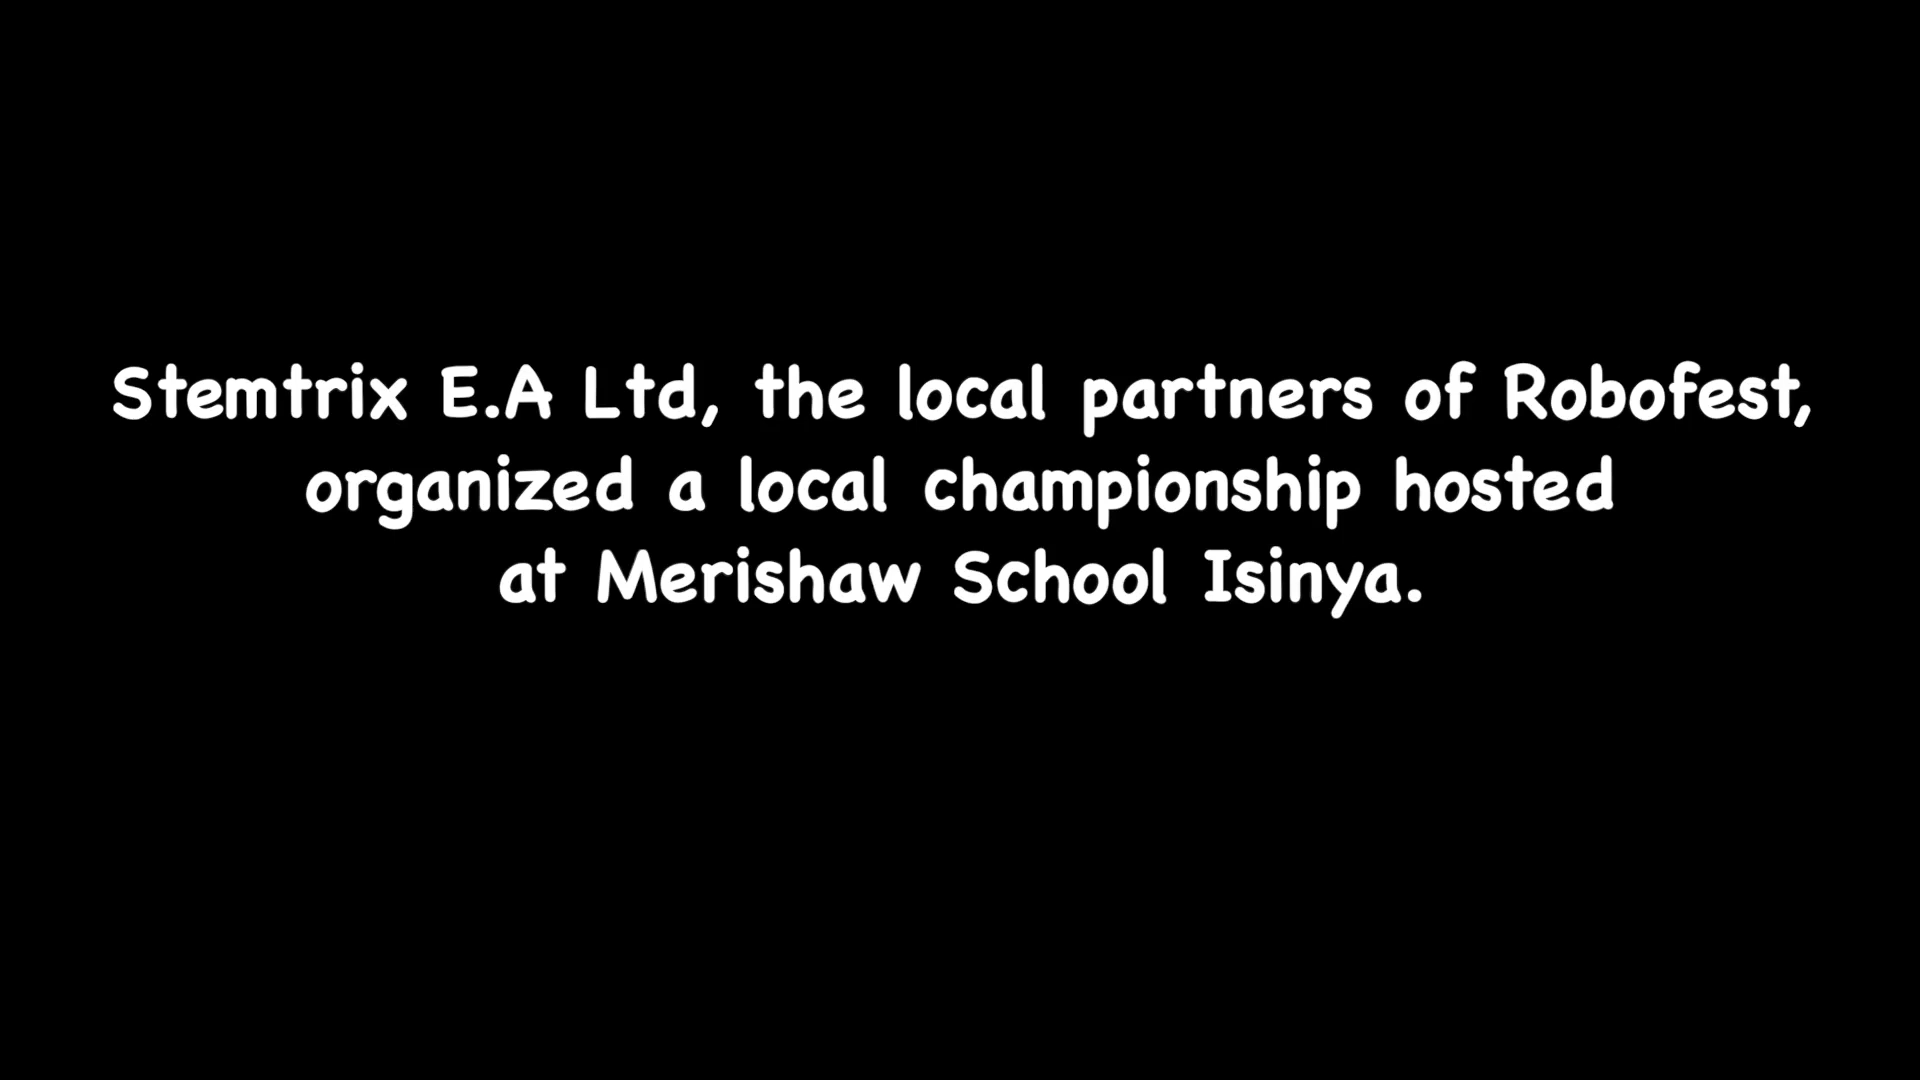 Stemtrix E.A Ltd, the local partners of Robofest,
organized a local championship hosted
at Merishaw School Isinya.